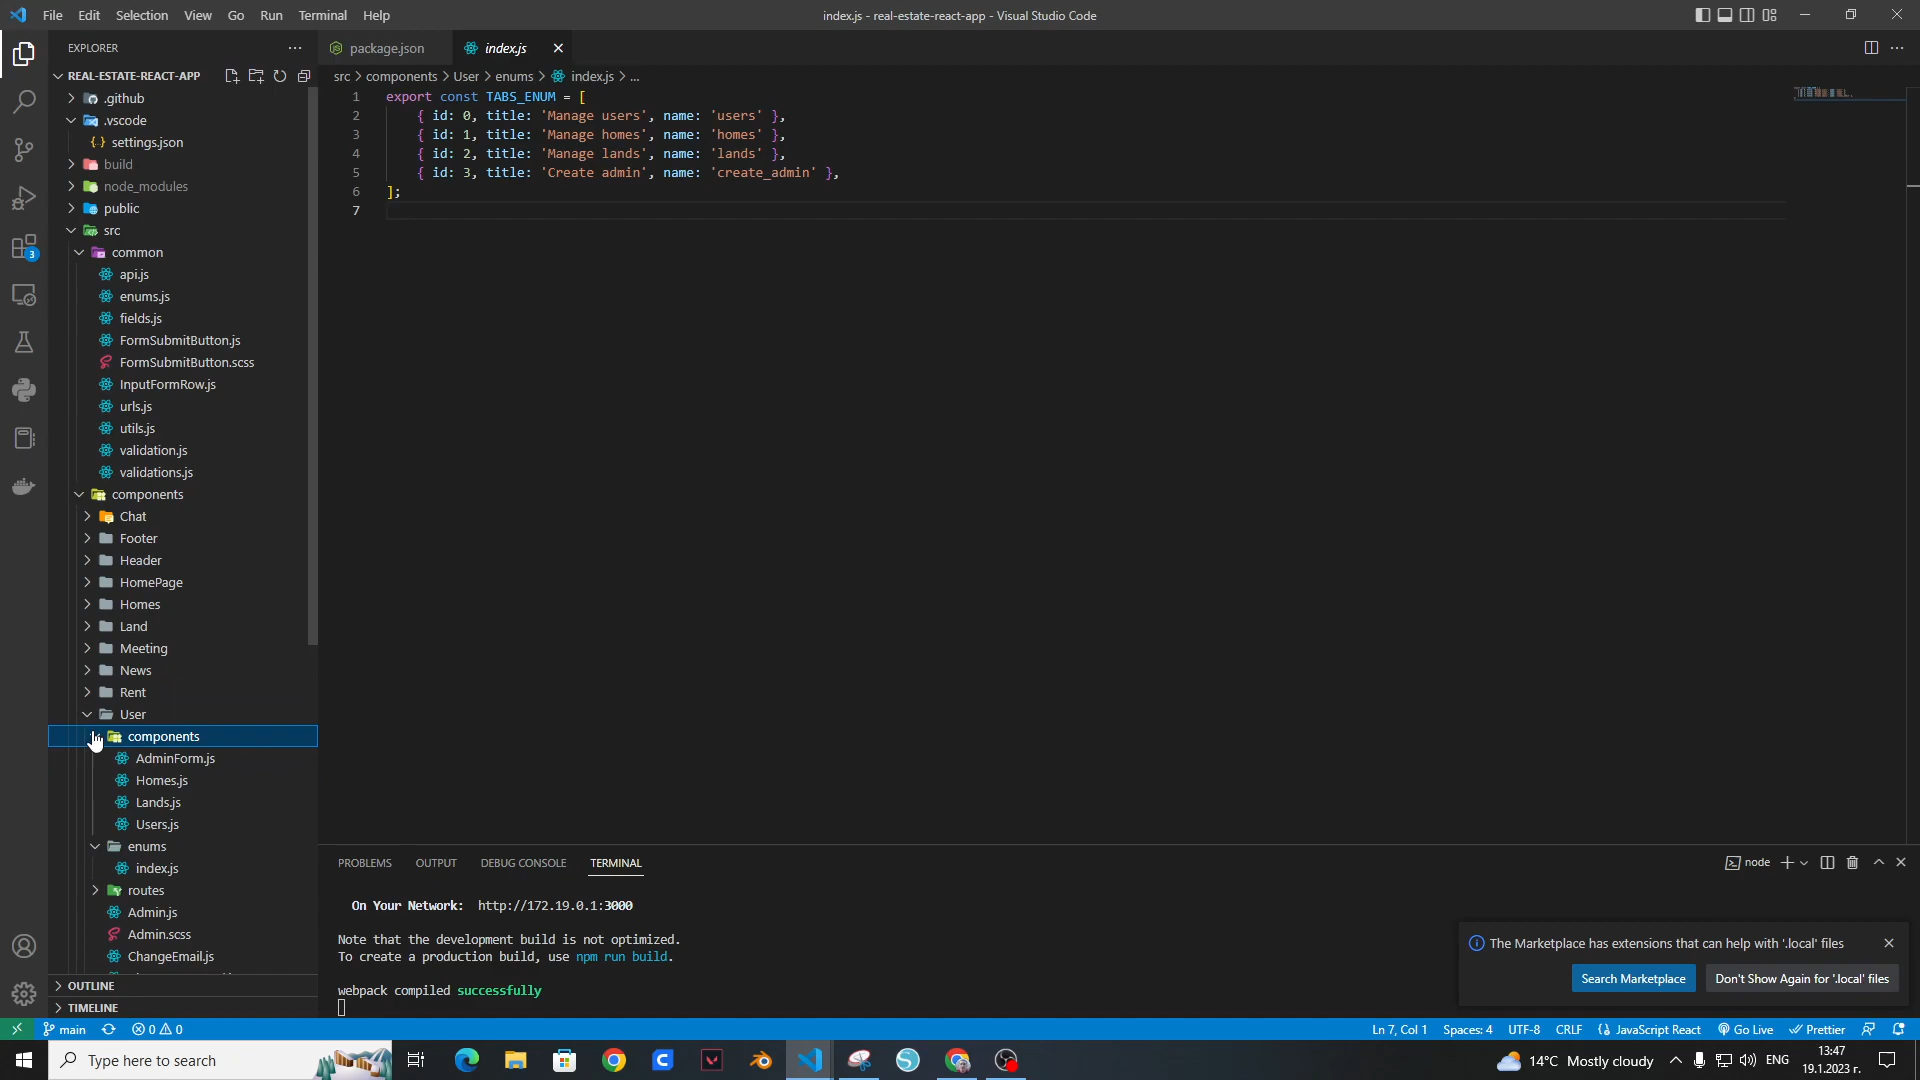 File Edit Selection View Go Run Terminal Help
index.js - real-estate-react-app - Visual Studio Code
EXPLORER
REAL-ESTATE-REACT-APP
.github
.vscode
settings.json
build
node_modules
public
src
common
api.js
enums.js
fields.js
FormSubmitButton.js
FormSubmitButton.scss
InputFormRow.js
urls.js
utils.js
validation.js
validations.js
components
Chat
Footer
Header
HomePage
Homes
Land
Meeting
News
Rent
User
components
AdminForm.js
Homes.js
Lands.js
Users.js
enums
index.js
routes
Admin.js
Admin.scss
ChangeEmail.js
OUTLINE
TIMELINE
3
package.json
index.js
src > components > User > enums > index.js > ...
1 export const TABS_ENUM = [
2 { id: 0, title: 'Manage users', name: 'users' },
3 { id: 1, title: 'Manage homes', name: 'homes' },
4 { id: 2, title: 'Manage lands', name: 'lands' },
5 { id: 3, title: 'Create admin', name: 'create_admin' },
6 ];
7
PROBLEMS OUTPUT DEBUG CONSOLE TERMINAL
node
On Your Network: http://172.19.0.1:3000
Note that the development build is not optimized.
To create a production build, use npm run build.
webpack compiled successfully
The Marketplace has extensions that can help with '.local' files
Search Marketplace
Don't Show Again for '.local' files
main
0 0
Ln 7, Col 1 Spaces: 4 UTF-8 CRLF JavaScript React Go Live Prettier
Type here to search
14°C Mostly cloudy
ENG
13:47
19.1.2023 г.